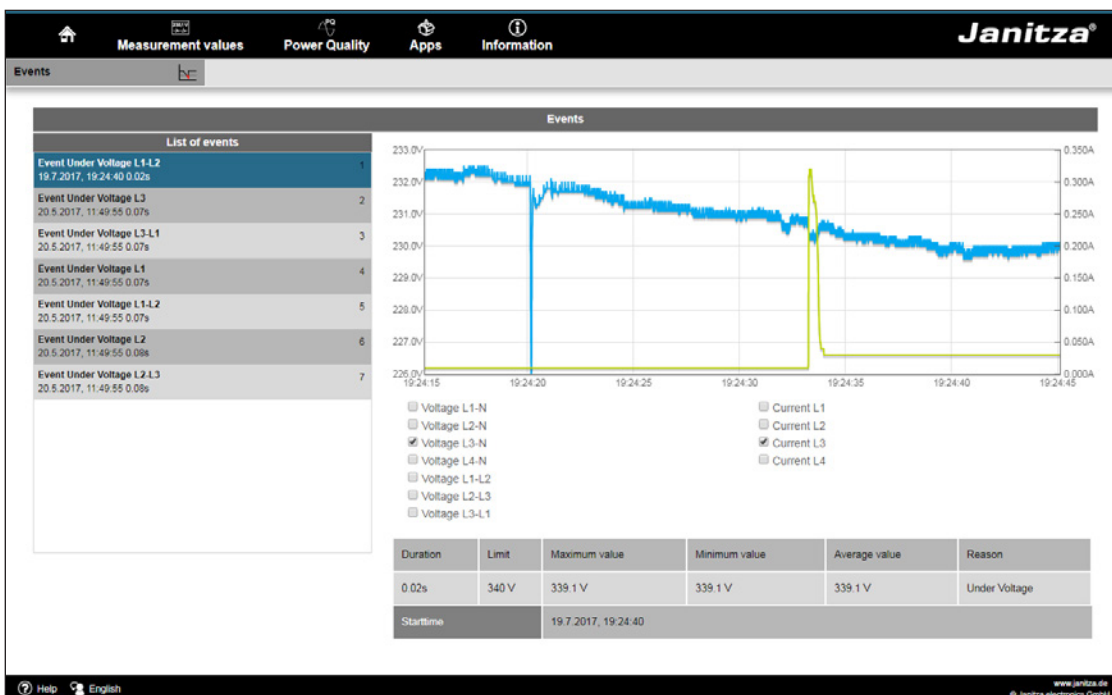 Measurement values
Power Quality
PQ
Apps
Information
Janitza®
Events
Events
List of events
Event Under Voltage L1-L2 1
19.7.2017, 19:24:40 0.02s
Event Under Voltage L3 2
20.5.2017, 11:49:55 0.07s
Event Under Voltage L3-L1 3
20.5.2017, 11:49:55 0.07s
Event Under Voltage L1 4
20.5.2017, 11:49:55 0.07s
Event Under Voltage L1-L2 5
20.5.2017, 11:49:55 0.07s
Event Under Voltage L2 6
20.5.2017, 11:49:55 0.08s
Event Under Voltage L2-L3 7
20.5.2017, 11:49:55 0.08s
233.0V 0.350A
232.0V 0.300A
231.0V 0.250A
230.0V 0.200A
229.0V 0.150A
228.0V 0.100A
227.0V 0.050A
226.0V 0.000A
19:24:15 19:24:20 19:24:25 19:24:30 19:24:35 19:24:40 19:24:45
Voltage L1-N
Voltage L2-N
Voltage L3-N
Voltage L4-N
Voltage L1-L2
Voltage L2-L3
Voltage L3-L1
Current L1
Current L2
Current L3
Current L4
Duration Limit Maximum value Minimum value Average value Reason
0.02s 340 V 339.1 V 339.1 V 339.1 V Under Voltage
Starttime 19.7.2017, 19:24:40
Help English
www.janitza.de
© Janitza electronics GmbH